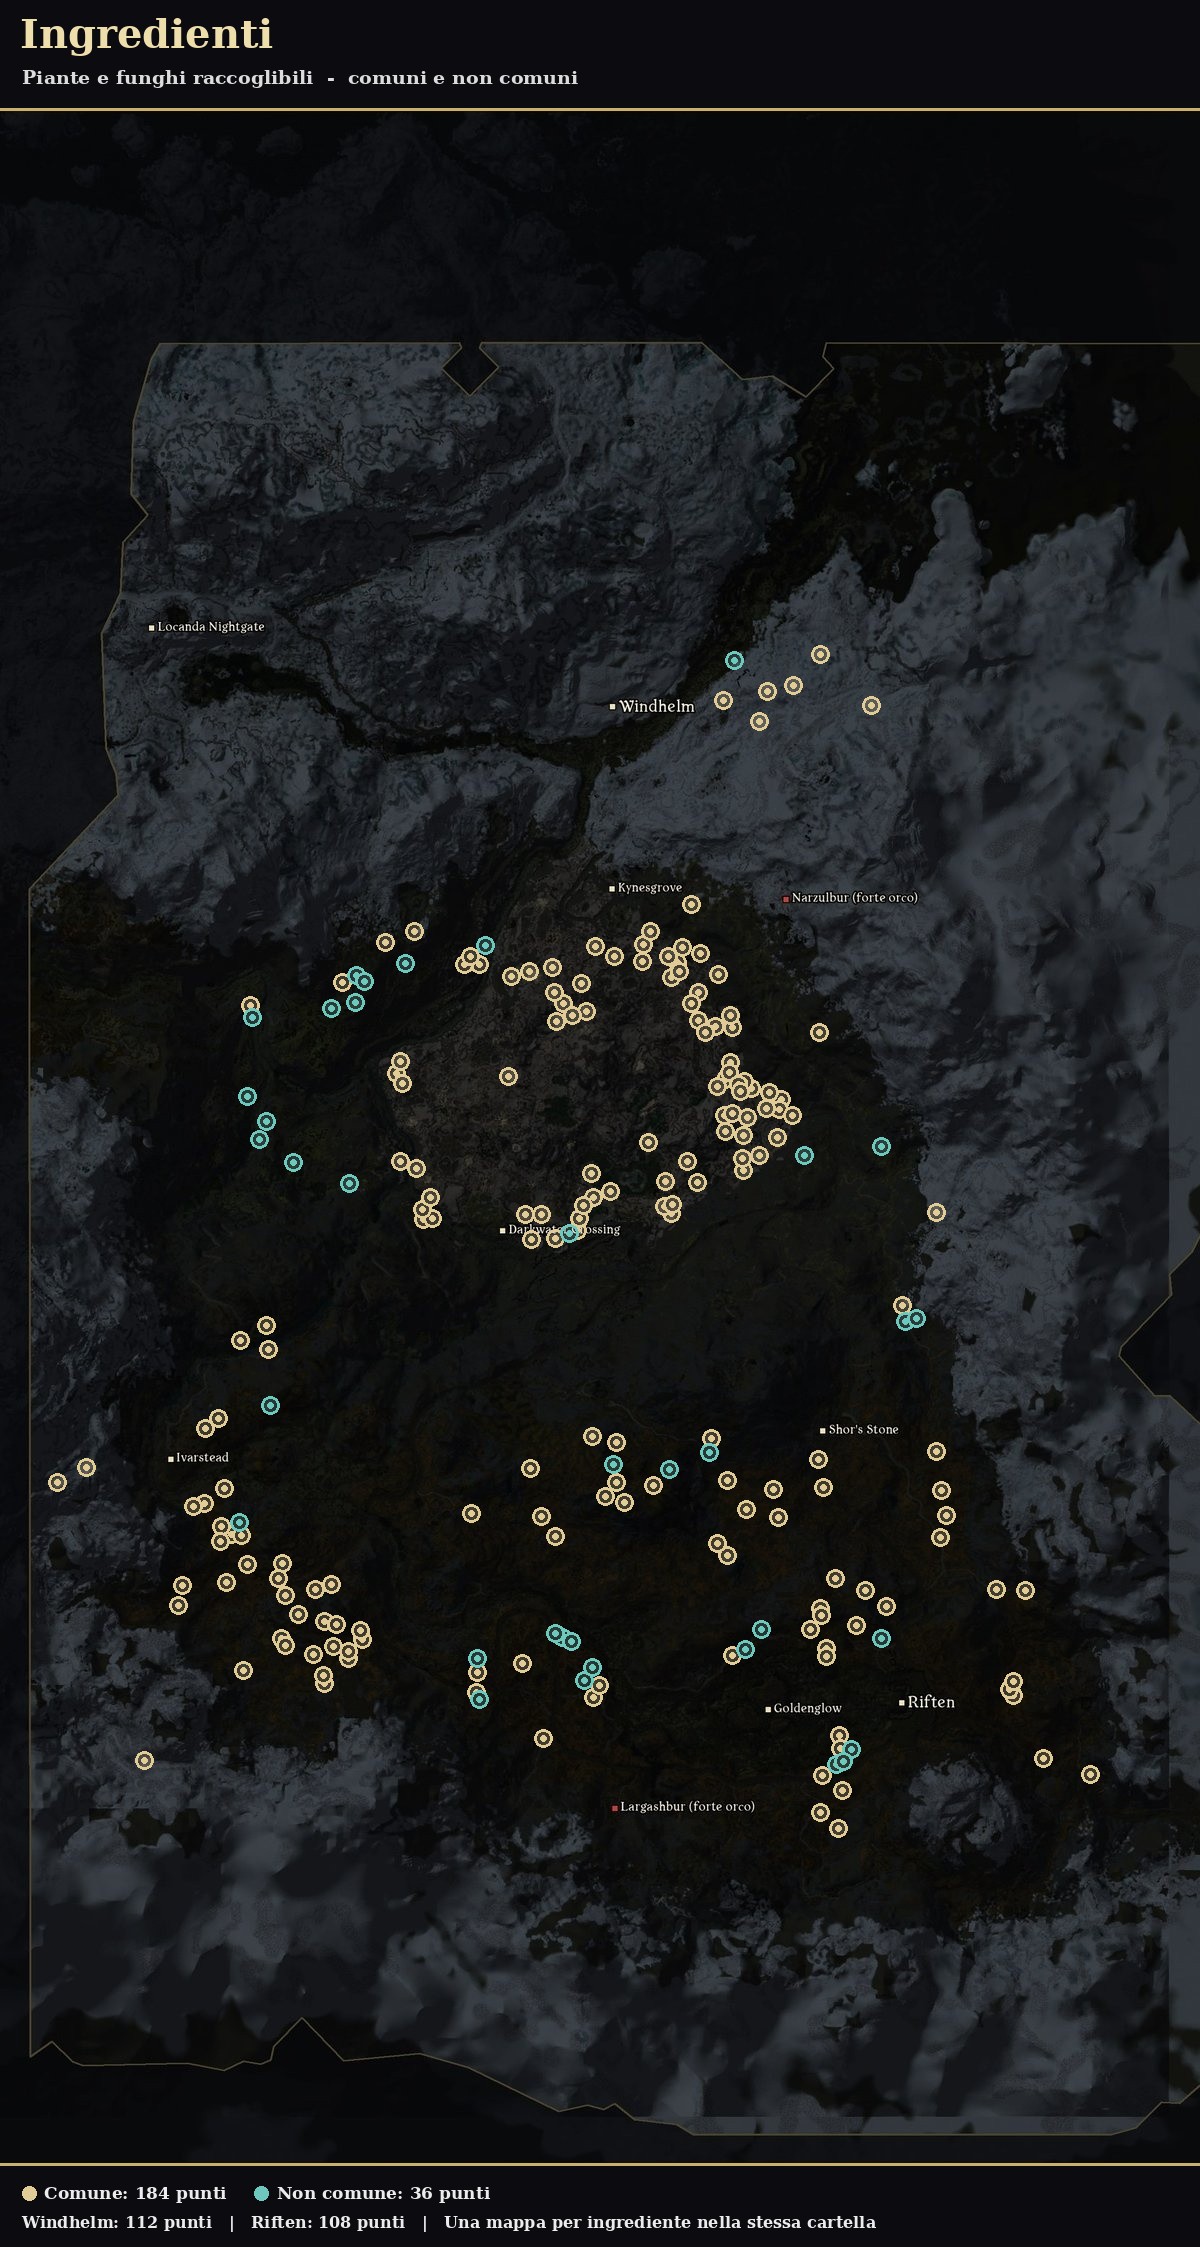 Ingredienti
Piante e funghi raccoglibili - comuni e non comuni
Locanda Nightgate
Windhelm
Kynesgrove
Narzulbur (forte orco)
Darkwater Crossing
Shor's Stone
Ivarstead
Riften
Goldenglow
Largashbur (forte orco)
Comune: 184 punti Non comune: 36 punti
Windhelm: 112 punti | Riften: 108 punti | Una mappa per ingrediente nella stessa cartella